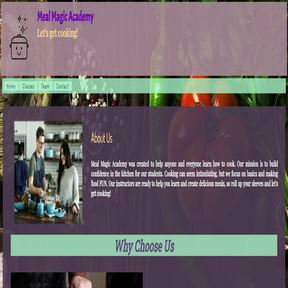 Meal Magic Academy
Let's get cooking!
Home Classes Team Contact
About Us
Meal Magic Academy was created to help anyone and everyone learn how to cook. Our mission is to build
confidence in the kitchen for our students. Cooking can seem intimidating, but we focus on basics and making
food FUN. Our instructors are ready to help you learn and create delicious meals, so roll up your sleeves and let's
get cooking!
Why Choose Us